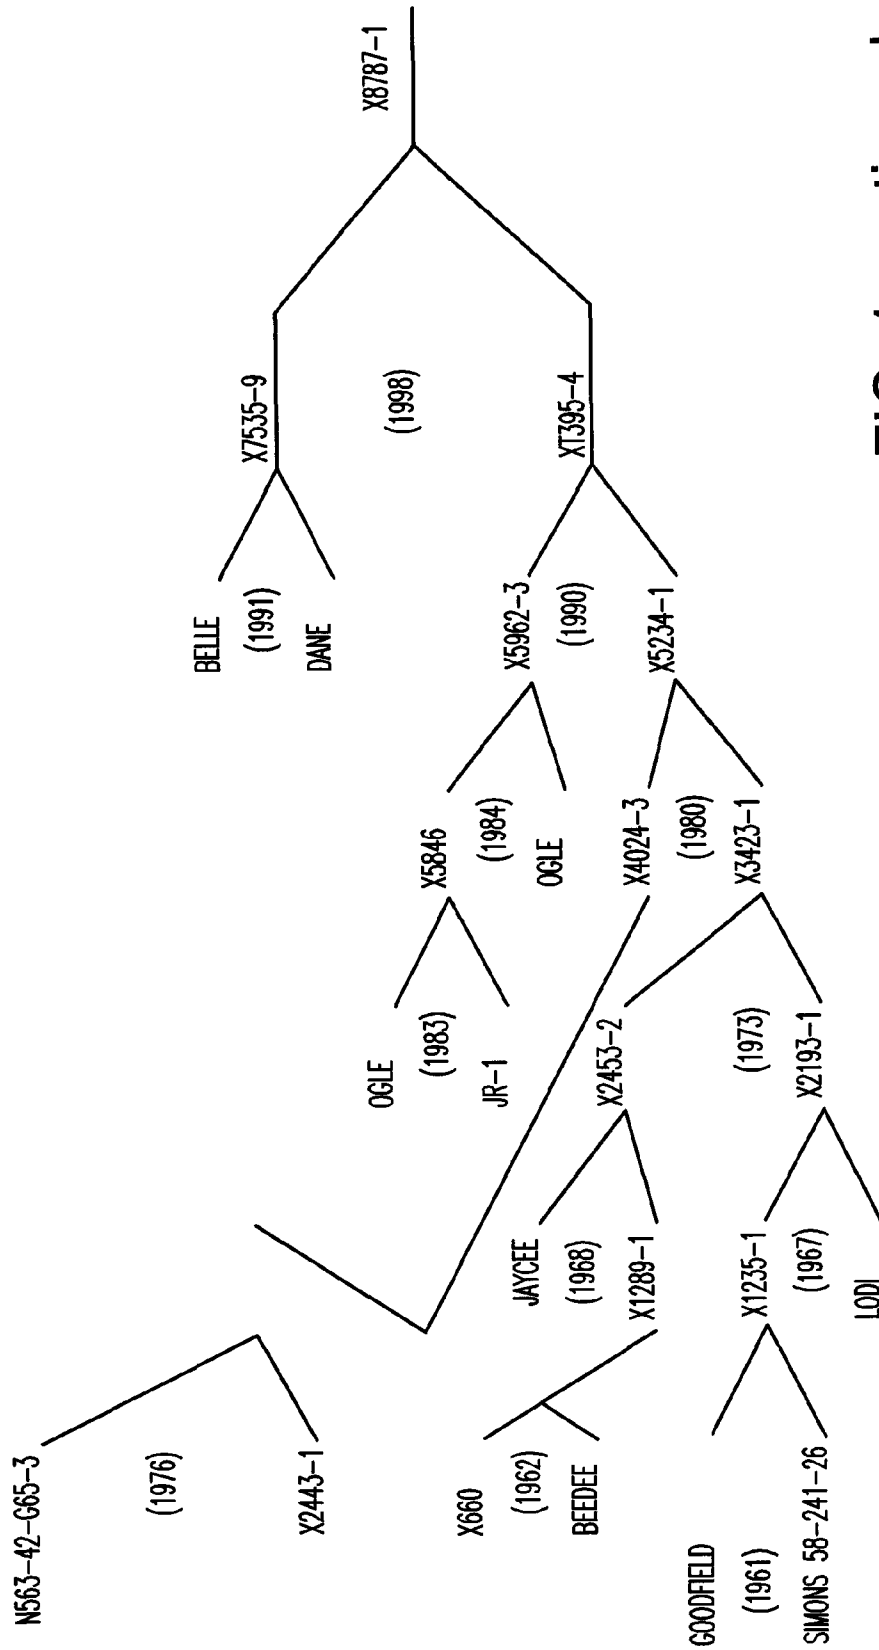 N563-42-G65-3
(1976)
X2443-1
X660
(1962)
BEEDEE
GOODFIELD
(1961)
SIMONS 58-241-26
JAYCEE
(1968)
X1289-1
X1235-1
(1967)
LODI
OGLE
(1983)
JR-1
X2453-2
(1973)
X2193-1
X5846
(1984)
OGLE
X4024-3
(1980)
X3423-1
BELLE
(1991)
DANE
X5962-3
(1990)
X5234-1
X7535-9
(1998)
XT395-4
X8787-1